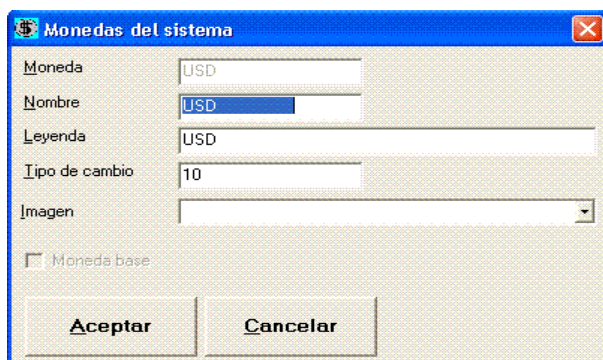 Monedas del sistema
Moneda USD
Nombre USD
Leyenda USD
Tipo de cambio 10
Imagen
Moneda base
Aceptar Cancelar